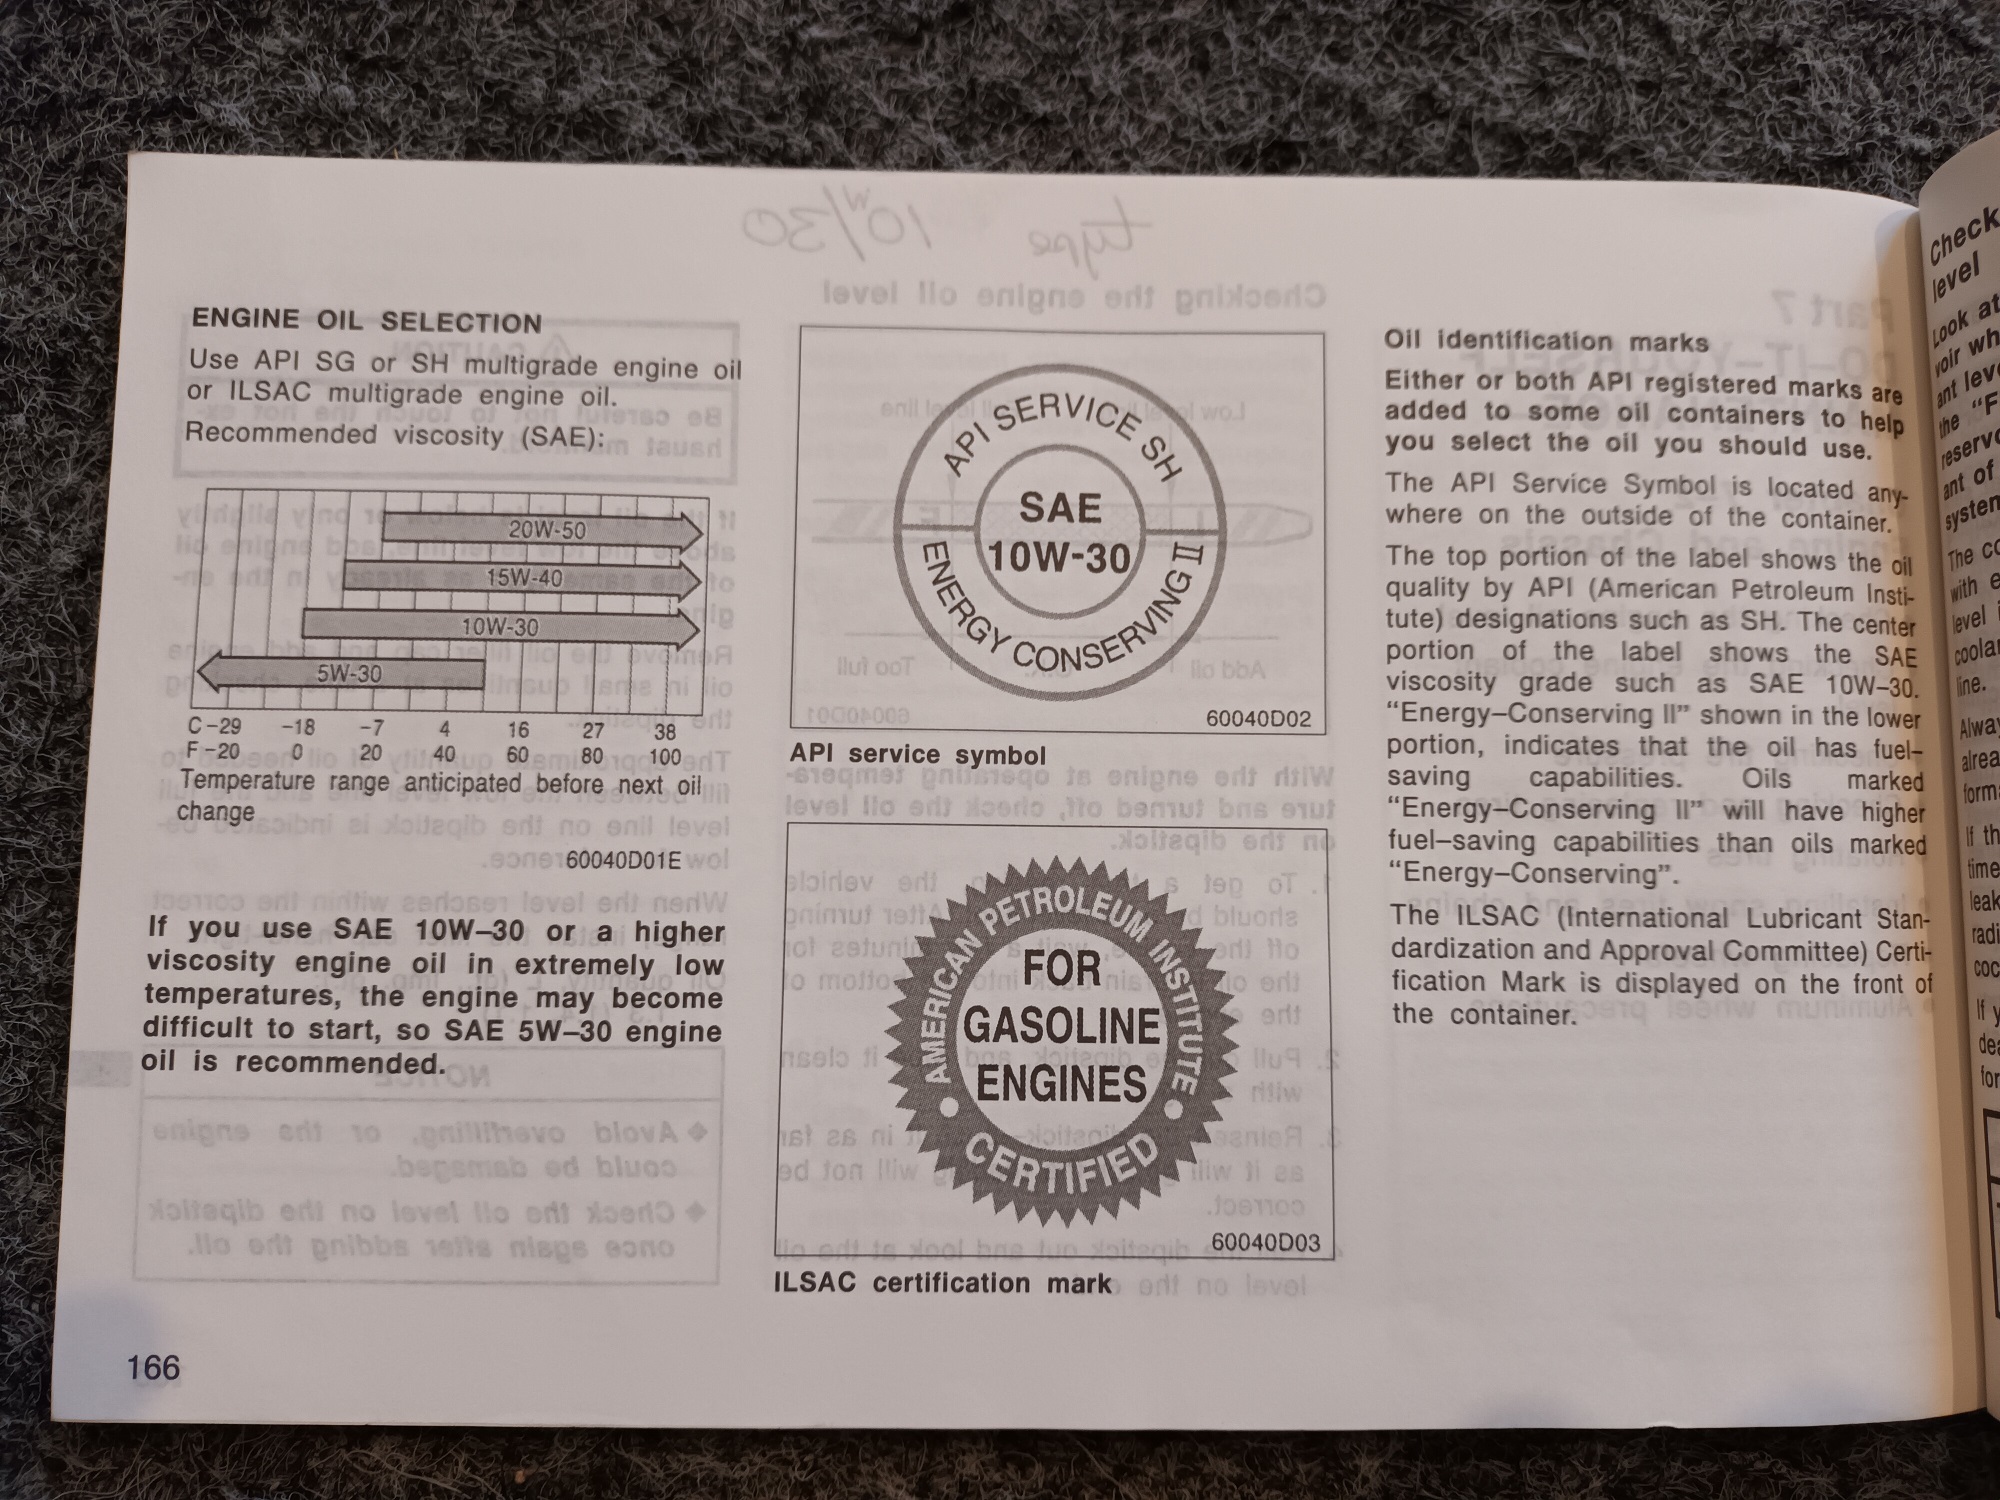 ENGINE OIL SELECTION
Use API SG or SH multigrade engine oil
or ILSAC multigrade engine oil.
Recommended viscosity (SAE):
20W-50
15W-40
10W-30
5W-30
C -29 -18 -7 4 16 27 38
F -20 0 20 40 60 80 100
Temperature range anticipated before next oil
change
60040D01E
If you use SAE 10W–30 or a higher
viscosity engine oil in extremely low
temperatures, the engine may become
difficult to start, so SAE 5W–30 engine
oil is recommended.
166
type 10W/30
API SERVICE SH
SAE
10W-30
ENERGY CONSERVING II
60040D02
API service symbol
AMERICAN PETROLEUM INSTITUTE
FOR
GASOLINE
ENGINES
CERTIFIED
60040D03
ILSAC certification mark
Oil identification marks
Either or both API registered marks are
added to some oil containers to help
you select the oil you should use.
The API Service Symbol is located any-
where on the outside of the container.
The top portion of the label shows the oil
quality by API (American Petroleum Insti-
tute) designations such as SH. The center
portion of the label shows the SAE
viscosity grade such as SAE 10W–30.
“Energy–Conserving II” shown in the lower
portion, indicates that the oil has fuel–
saving capabilities. Oils marked
“Energy–Conserving II” will have higher
fuel–saving capabilities than oils marked
“Energy–Conserving”.
The ILSAC (International Lubricant Stan-
dardization and Approval Committee) Certi-
fication Mark is displayed on the front of
the container.
Check
level
Look at